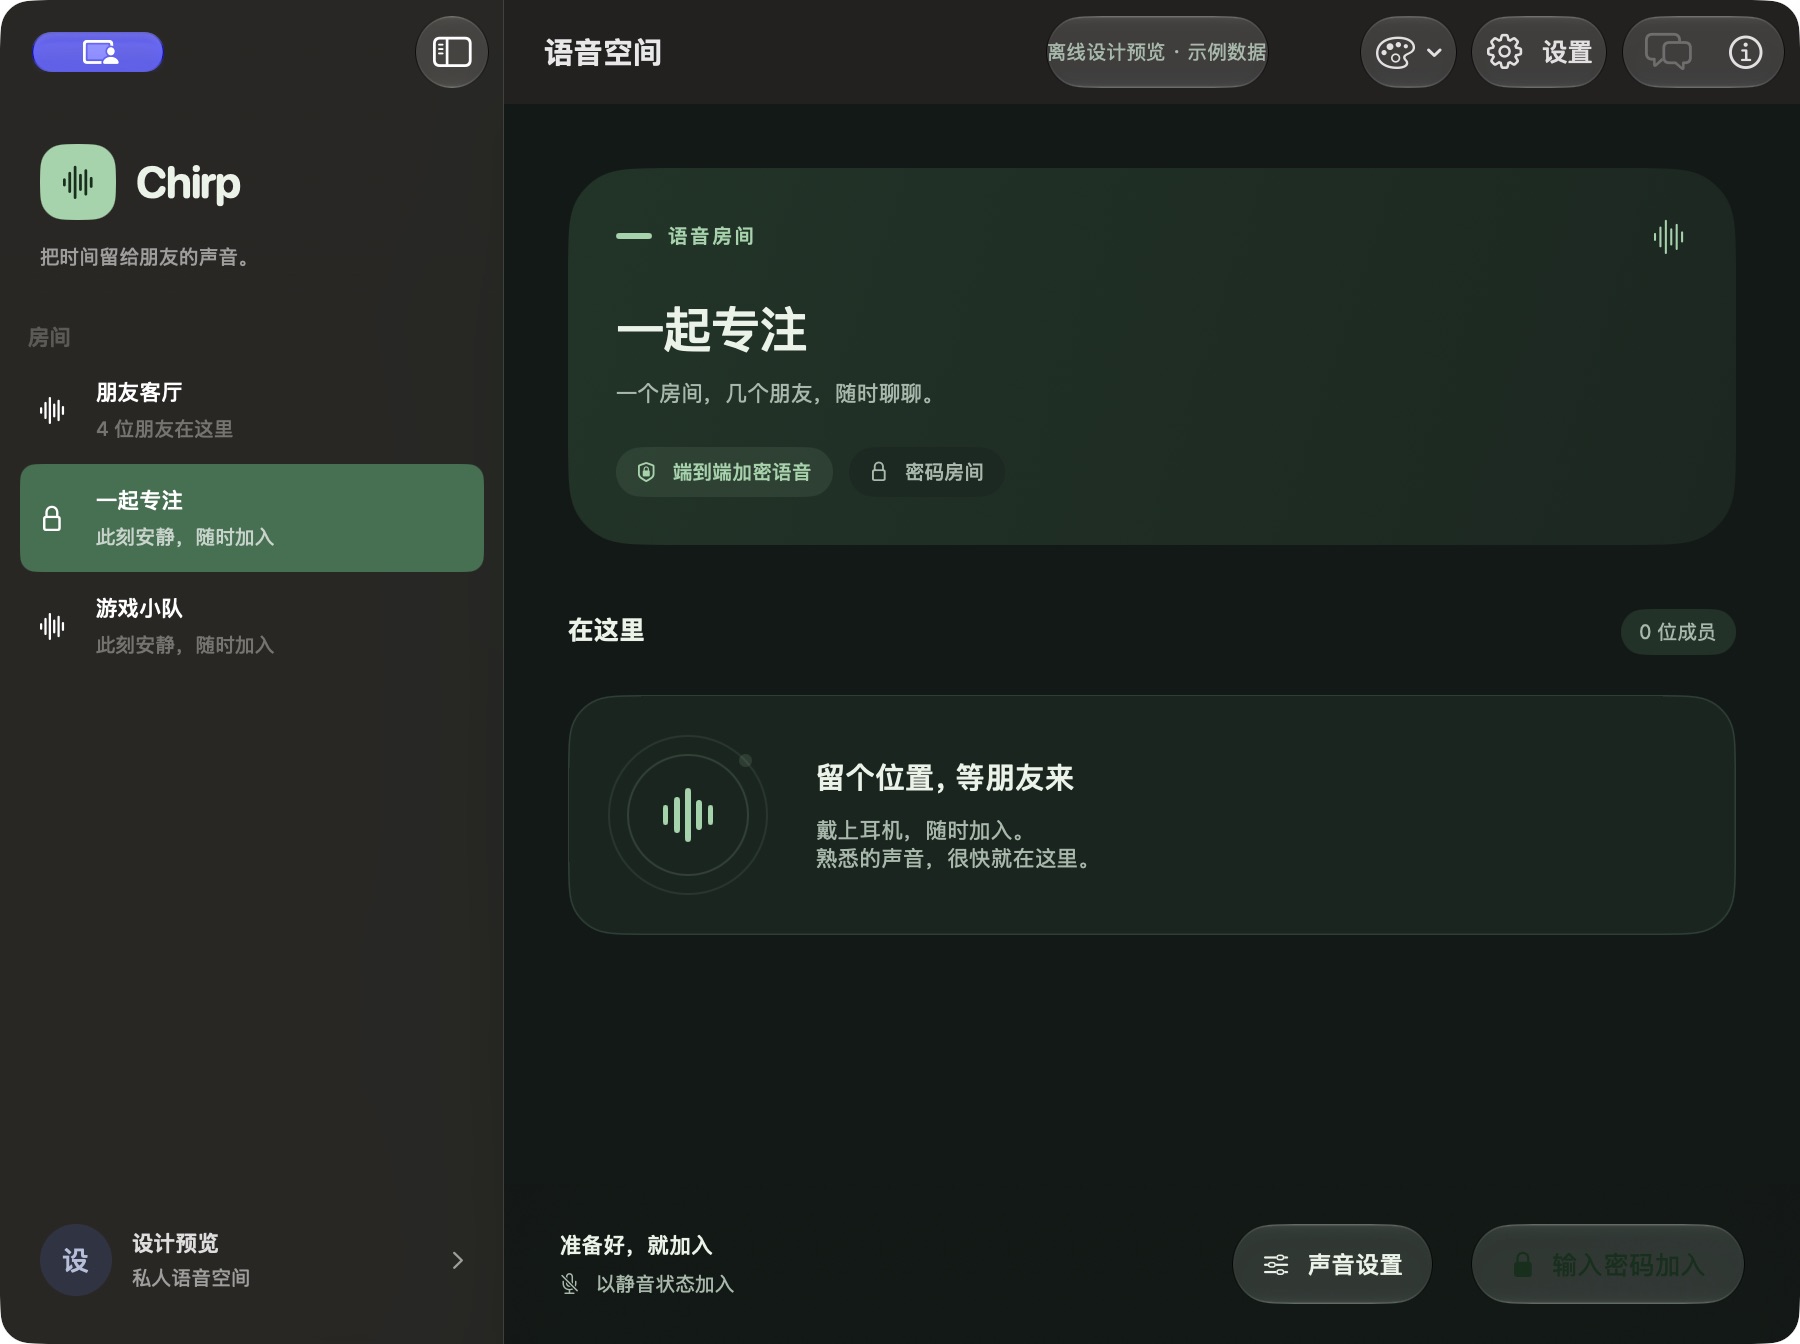 语音空间
离线设计预览 · 示例数据
设置
Chirp
把时间留给朋友的声音。
房间
朋友客厅
4 位朋友在这里
一起专注
此刻安静，随时加入
游戏小队
此刻安静，随时加入
设
设计预览
私人语音空间
语音房间
一起专注
一个房间，几个朋友，随时聊聊。
端到端加密语音
密码房间
在这里
0 位成员
留个位置，等朋友来
戴上耳机，随时加入。
熟悉的声音，很快就在这里。
准备好，就加入
以静音状态加入
声音设置
输入密码加入